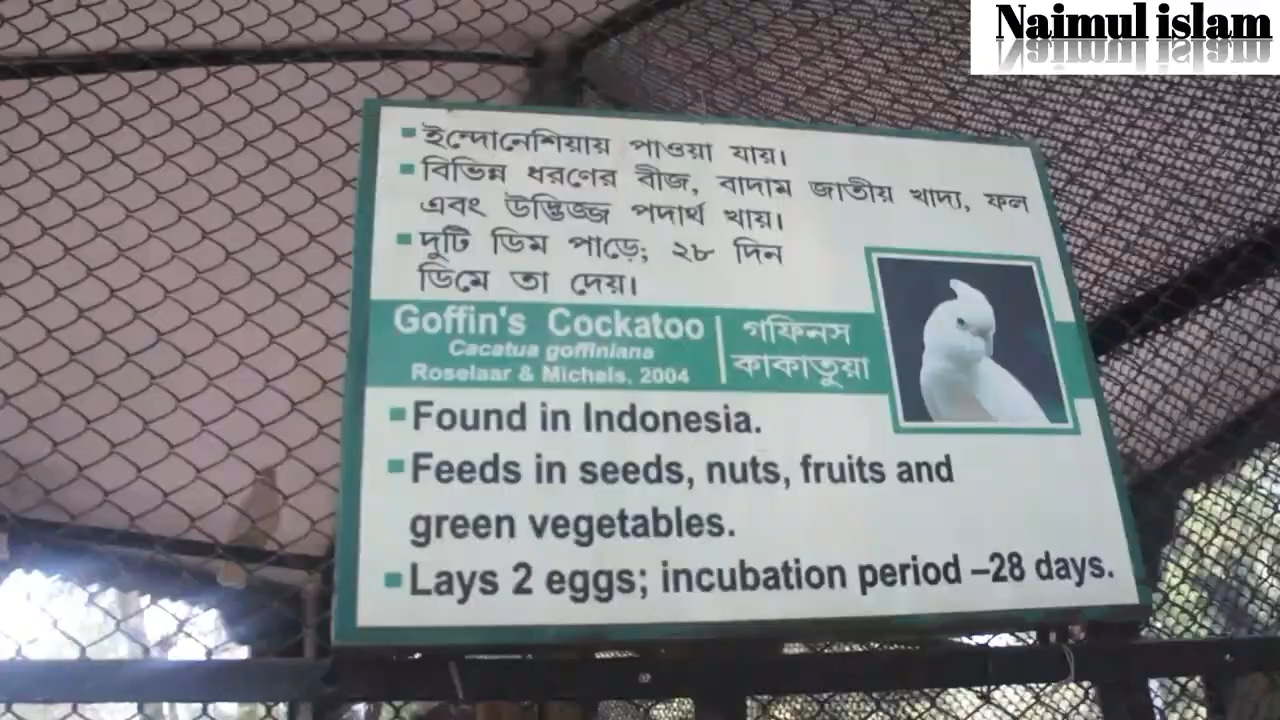 Naimul islam
▪ ইন্দোনেশিয়ায় পাওয়া যায়।
▪ বিভিন্ন ধরণের বীজ, বাদাম জাতীয় খাদ্য, ফল
এবং উদ্ভিজ্জ পদার্থ খায়।
▪ দুটি ডিম পাড়ে; ২৮ দিন
ডিমে তা দেয়।
Goffin's Cockatoo
Cacatua goffiniana
Roselaar & Michels, 2004
গফিনস
কাকাতুয়া
▪ Found in Indonesia.
▪ Feeds in seeds, nuts, fruits and
green vegetables.
▪ Lays 2 eggs; incubation period –28 days.